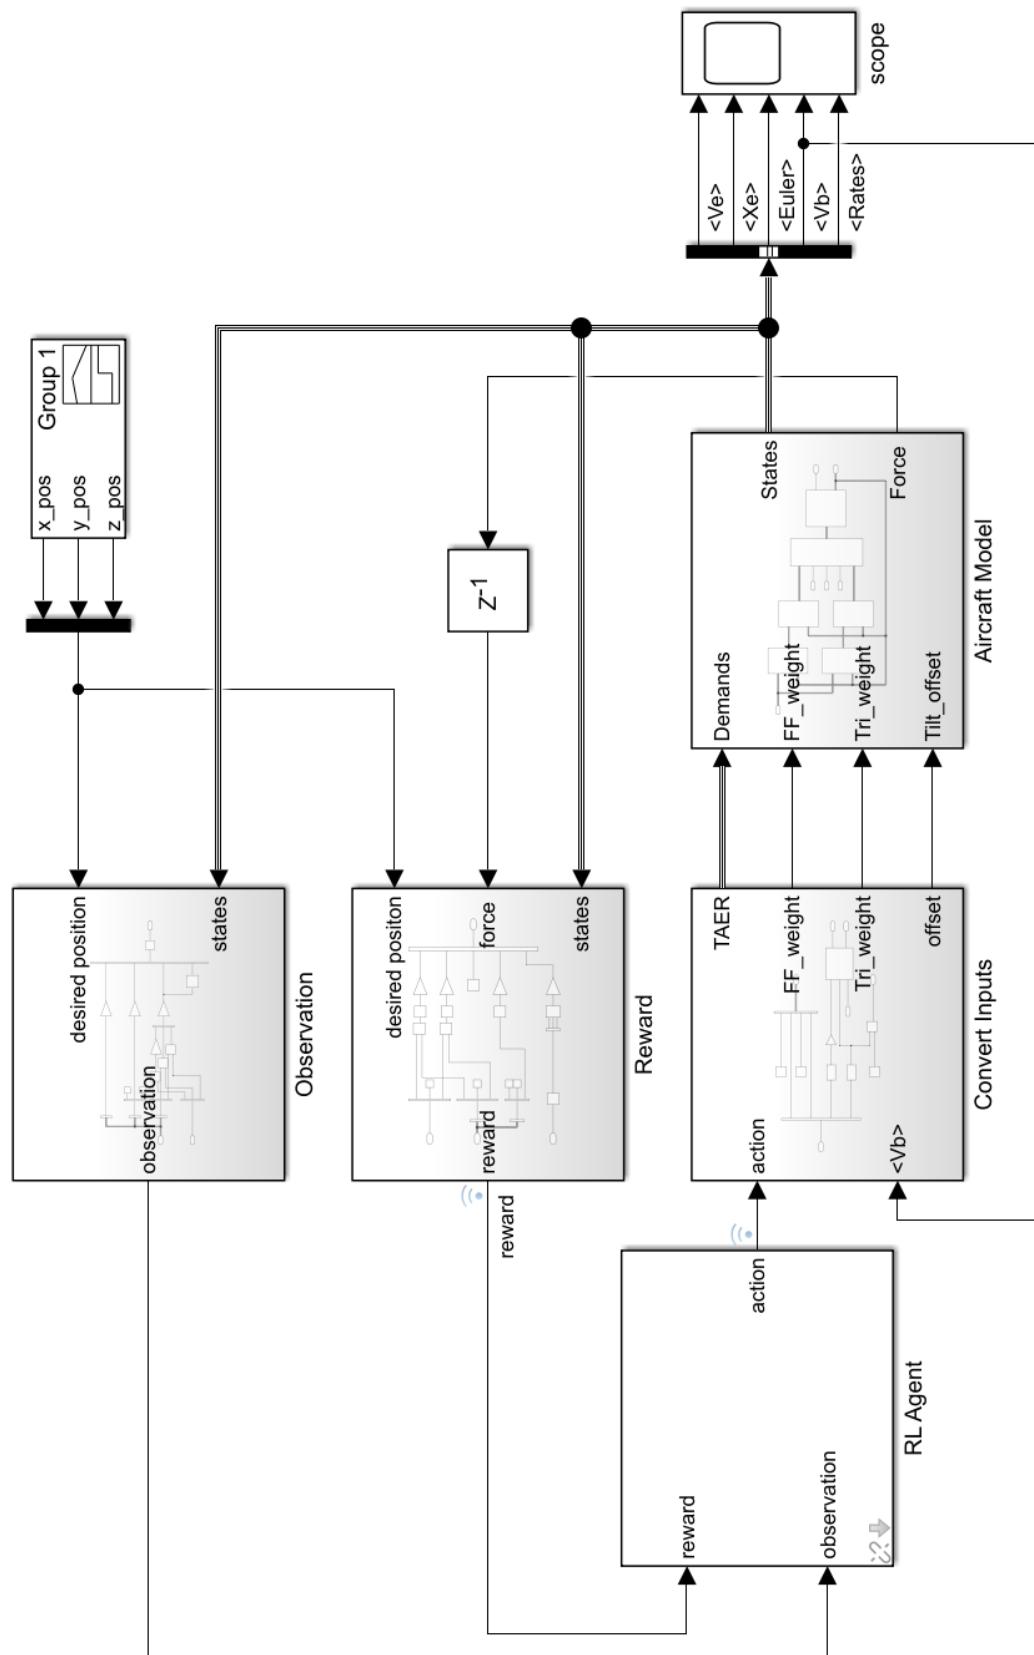 Group 1
x_pos
y_pos
z_pos
desired position
states
observation
Observation
z-1
desired positon
force
states
reward
Reward
reward
reward
observation
action
RL Agent
action
<Vb>
TAER
FF_weight
Tri_weight
offset
Convert Inputs
Demands
FF_weight
Tri_weight
Tilt_offset
States
Force
Aircraft Model
<Ve>
<Xe>
<Euler>
<Vb>
<Rates>
scope